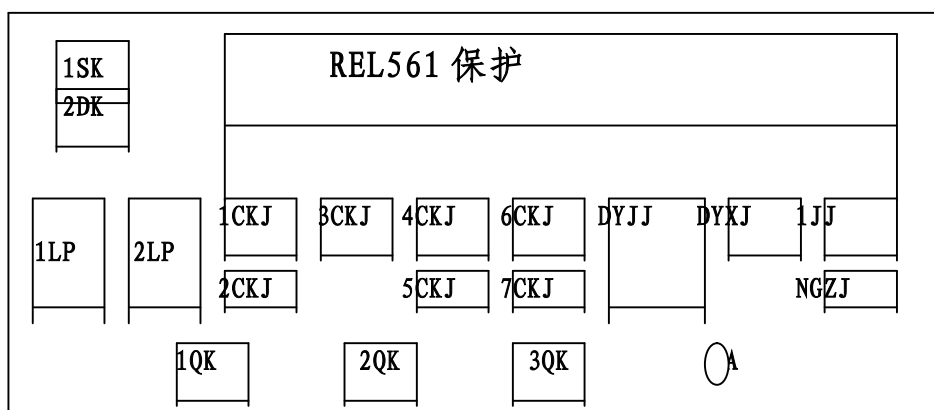 1SK
REL561 保护
2DK
1CKJ 3CKJ 4CKJ 6CKJ DYJJ DYXJ 1JJ
1LP 2LP
2CKJ 5CKJ 7CKJ NGZJ
1QK 2QK 3QK A